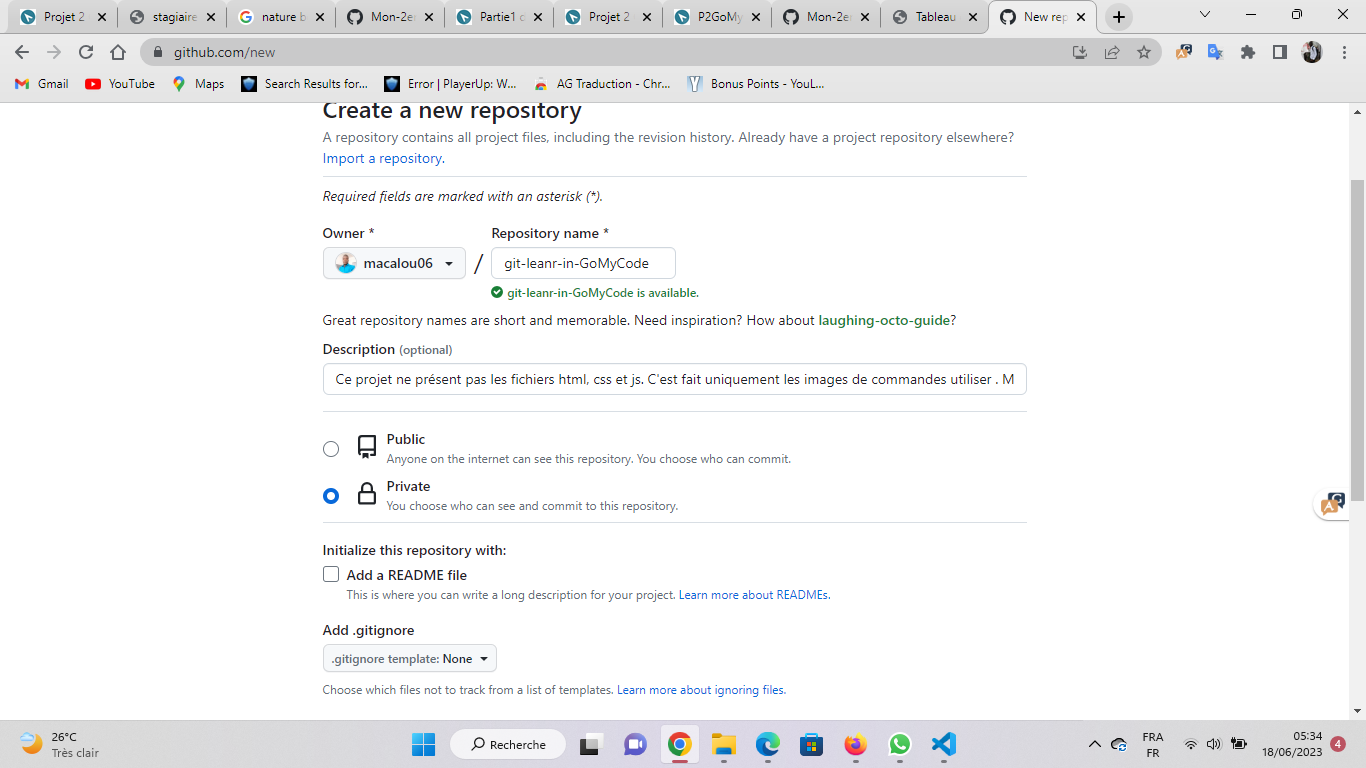 Projet 2
stagiaire
nature b
Mon-2e
Partie1 d
Projet 2
P2GoMy
Mon-2e
Tableau
New rep
github.com/new
Gmail
YouTube
Maps
Search Results for...
Error | PlayerUp: W...
AG Traduction - Chr...
Bonus Points - YouL...
Create a new repository
A repository contains all project files, including the revision history. Already have a project repository elsewhere?
Import a repository.
Required fields are marked with an asterisk (*).
Owner *
Repository name *
macalou06
/
git-leanr-in-GoMyCode
git-leanr-in-GoMyCode is available.
Great repository names are short and memorable. Need inspiration? How about laughing-octo-guide?
Description (optional)
Ce projet ne présent pas les fichiers html, css et js. C'est fait uniquement les images de commandes utiliser . M
Public
Anyone on the internet can see this repository. You choose who can commit.
Private
You choose who can see and commit to this repository.
Initialize this repository with:
Add a README file
This is where you can write a long description for your project. Learn more about READMEs.
Add .gitignore
.gitignore template: None
Choose which files not to track from a list of templates. Learn more about ignoring files.
26°C
Très clair
Recherche
FRA
FR
05:34
18/06/2023
4